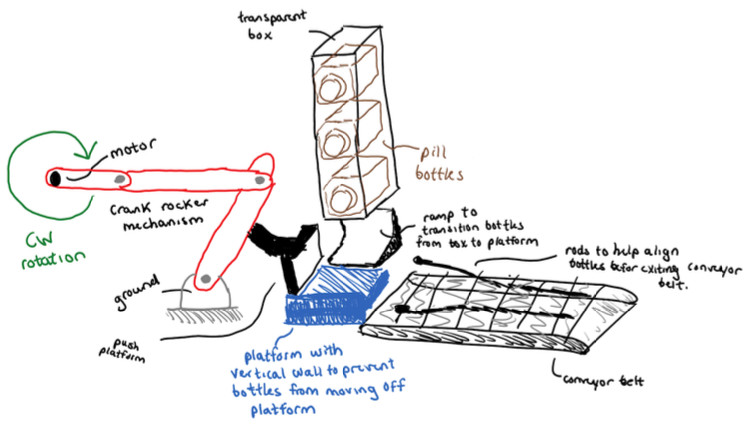 transparent
box
motor
pill
bottles
crank rocker
mechanism
CW
rotation
ramp to
transition bottles
from box to platform
rods to help align
bottles befor exiting conveyor
belt.
ground
push
platform
platform with
vertical wall to prevent
bottles from moving off
platform
conveyor belt